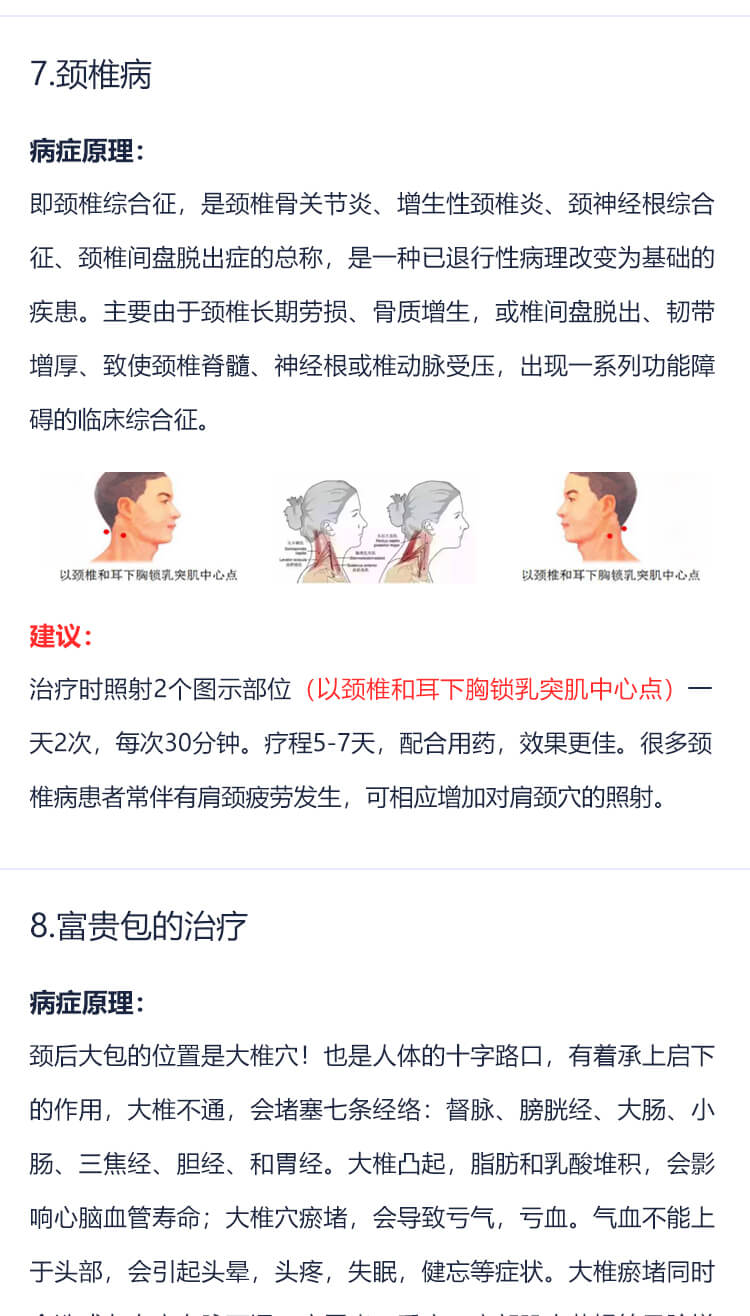 7.颈椎病
病症原理：
即颈椎综合征，是颈椎骨关节炎、增生性颈椎炎、颈神经根综合
征、颈椎间盘脱出症的总称，是一种已退行性病理改变为基础的
疾患。主要由于颈椎长期劳损、骨质增生，或椎间盘脱出、韧带
增厚、致使颈椎脊髓、神经根或椎动脉受压，出现一系列功能障
碍的临床综合征。
以颈椎和耳下胸锁乳突肌中心点
以颈椎和耳下胸锁乳突肌中心点
建议：
治疗时照射2个图示部位（以颈椎和耳下胸锁乳突肌中心点）一
天2次，每次30分钟。疗程5-7天，配合用药，效果更佳。很多颈
椎病患者常伴有肩颈疲劳发生，可相应增加对肩颈穴的照射。
8.富贵包的治疗
病症原理：
颈后大包的位置是大椎穴！也是人体的十字路口，有着承上启下
的作用，大椎不通，会堵塞七条经络：督脉、膀胱经、大肠、小
肠、三焦经、胆经、和胃经。大椎凸起，脂肪和乳酸堆积，会影
响心脑血管寿命；大椎穴瘀堵，会导致亏气，亏血。气血不能上
于头部，会引起头晕，头疼，失眠，健忘等症状。大椎瘀堵同时